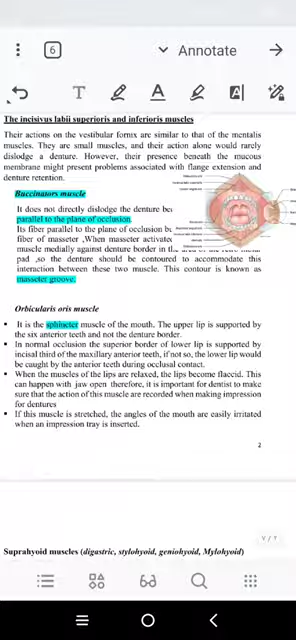 6
Annotate
The incisivus labii superioris and inferioris muscles
Their actions on the vestibular fornix are similar to that of the mentalis
muscles. They are small muscles, and their action alone would rarely
dislodge a denture. However, their presence beneath the mucous
membrane might present problems associated with flange extension and
denture retention.
Buccinators muscle
It does not directly dislodge the denture bec
parallel to the plane of occlusion.
Its fiber parallel to the plane of occlusion bu
fiber of masseter ,When masseter activates
muscle medially against denture border in the area of the retro molar
pad ,so the denture should be contoured to accommodate this
interaction between these two muscle. This contour is known as
masseter groove.
Orbicularis oris muscle
▪ It is the sphincter muscle of the mouth. The upper lip is supported by
the six anterior teeth and not the denture border.
▪ In normal occlusion the superior border of lower lip is supported by
incisal third of the maxillary anterior teeth, if not so, the lower lip would
be caught by the anterior teeth during occlusal contact.
▪ When the muscles of the lips are relaxed, the lips become flaccid. This
can happen with jaw open therefore, it is important for dentist to make
sure that the action of this muscle are recorded when making impression
for dentures
▪ If this muscle is stretched, the angles of the mouth are easily irritated
when an impression tray is inserted.
2
Suprahyoid muscles (digastric, stylohyoid, geniohyoid, Mylohyoid)